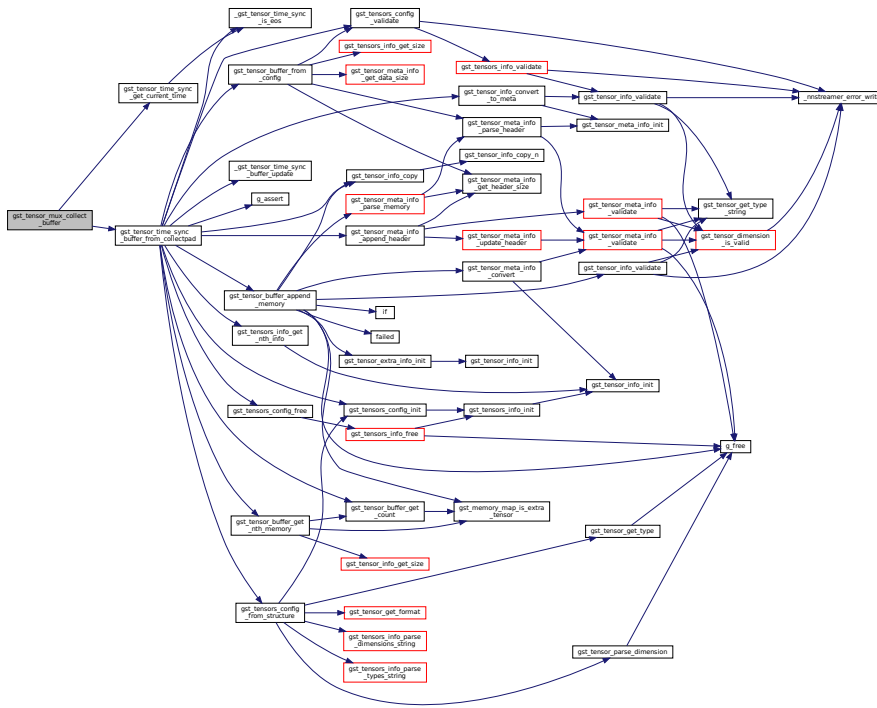 gst_tensor_mux_collect
_buffer
gst_tensor_time_sync
_get_current_time
gst_tensor_time_sync
_buffer_from_collectpad
_gst_tensor_time_sync
_is_eos
gst_tensor_buffer_from
_config
_gst_tensor_time_sync
_buffer_update
g_assert
gst_tensor_buffer_append
_memory
gst_tensors_info_get
_nth_info
gst_tensors_config_free
gst_tensor_buffer_get
_nth_memory
gst_tensors_config
_from_structure
gst_tensors_config
_validate
gst_tensors_info_get_size
gst_tensor_meta_info
_get_data_size
gst_tensor_info_copy
gst_tensor_meta_info
_parse_memory
gst_tensor_meta_info
_append_header
if
failed
gst_tensor_extra_info_init
gst_tensors_config_init
gst_tensors_info_free
gst_tensor_buffer_get
_count
gst_tensor_info_get_size
gst_tensor_get_format
gst_tensors_info_parse
_dimensions_string
gst_tensors_info_parse
_types_string
gst_tensors_info_validate
gst_tensor_info_convert
_to_meta
gst_tensor_meta_info
_parse_header
gst_tensor_info_copy_n
gst_tensor_meta_info
_get_header_size
gst_tensor_meta_info
_update_header
gst_tensor_meta_info
_convert
gst_tensor_info_init
gst_tensors_info_init
gst_memory_map_is_extra
_tensor
gst_tensor_info_validate
gst_tensor_meta_info_init
gst_tensor_meta_info
_validate
gst_tensor_meta_info
_validate
gst_tensor_info_validate
gst_tensor_info_init
gst_tensor_get_type
gst_tensor_parse_dimension
gst_tensor_get_type
_string
gst_tensor_dimension
_is_valid
g_free
_nnstreamer_error_write